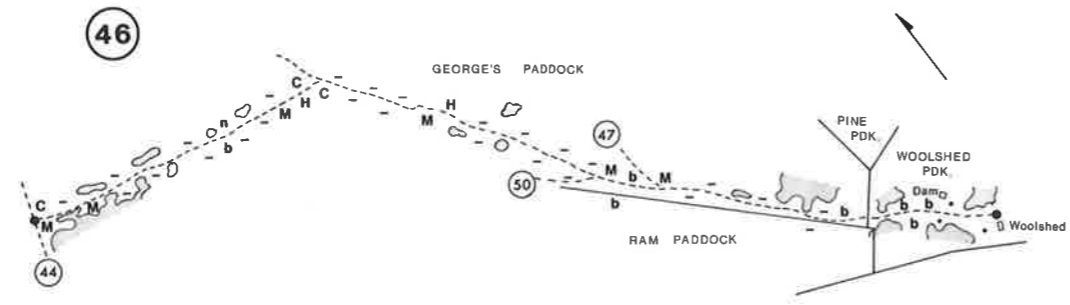 46
GEORGE'S PADDOCK
C
H
C
M
H
M
n
b
47
50
M b M
b
PINE
PDK.
WOOLSHED
PDK.
Dam
b
b b
b
Woolshed
RAM PADDOCK
C
M
M
44